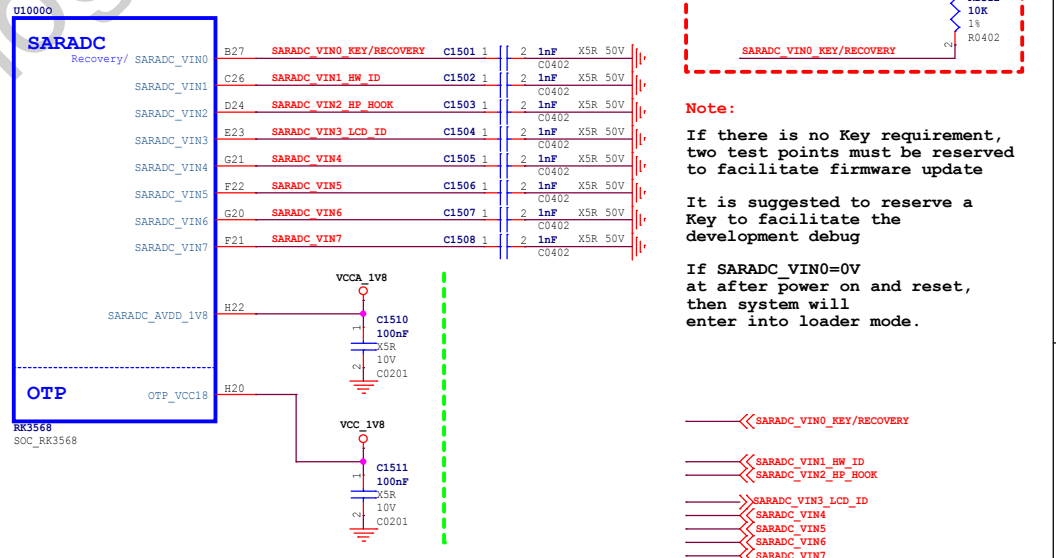 U1000O
SARADC
Recovery/ SARADC_VIN0
SARADC_VIN1
SARADC_VIN2
SARADC_VIN3
SARADC_VIN4
SARADC_VIN5
SARADC_VIN6
SARADC_VIN7
SARADC_AVDD_1V8
OTP
OTP_VCC18
RK3568
SOC_RK3568
B27 SARADC_VIN0_KEY/RECOVERY C1501 1 2 1nF X5R 50V
C0402
C26 SARADC_VIN1_HW_ID C1502 1 2 1nF X5R 50V
C0402
D24 SARADC_VIN2_HP_HOOK C1503 1 2 1nF X5R 50V
C0402
E23 SARADC_VIN3_LCD_ID C1504 1 2 1nF X5R 50V
C0402
G21 SARADC_VIN4 C1505 1 2 1nF X5R 50V
C0402
F22 SARADC_VIN5 C1506 1 2 1nF X5R 50V
C0402
G20 SARADC_VIN6 C1507 1 2 1nF X5R 50V
C0402
F21 SARADC_VIN7 C1508 1 2 1nF X5R 50V
C0402
VCCA_1V8
H22
1
C1510
100nF
X5R
10V
2
C0201
H20
VCC_1V8
1
C1511
100nF
X5R
10V
2
C0201
10K
1%
R0402
2
SARADC_VIN0_KEY/RECOVERY
Note:
If there is no Key requirement,
two test points must be reserved
to facilitate firmware update
It is suggested to reserve a
Key to facilitate the
development debug
If SARADC_VIN0=0V
at after power on and reset,
then system will
enter into loader mode.
SARADC_VIN0_KEY/RECOVERY
SARADC_VIN1_HW_ID
SARADC_VIN2_HP_HOOK
SARADC_VIN3_LCD_ID
SARADC_VIN4
SARADC_VIN5
SARADC_VIN6
SARADC_VIN7